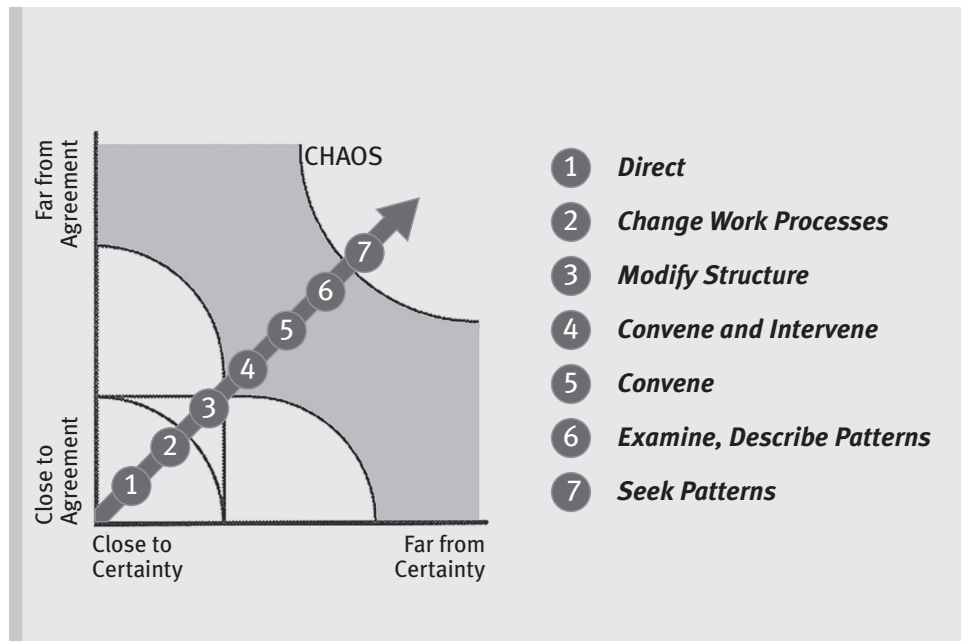 Far from
Agreement
Close to
Agreement
CHAOS
1
2
3
4
5
6
7
Close to
Certainty
Far from
Certainty
1 Direct
2 Change Work Processes
3 Modify Structure
4 Convene and Intervene
5 Convene
6 Examine, Describe Patterns
7 Seek Patterns